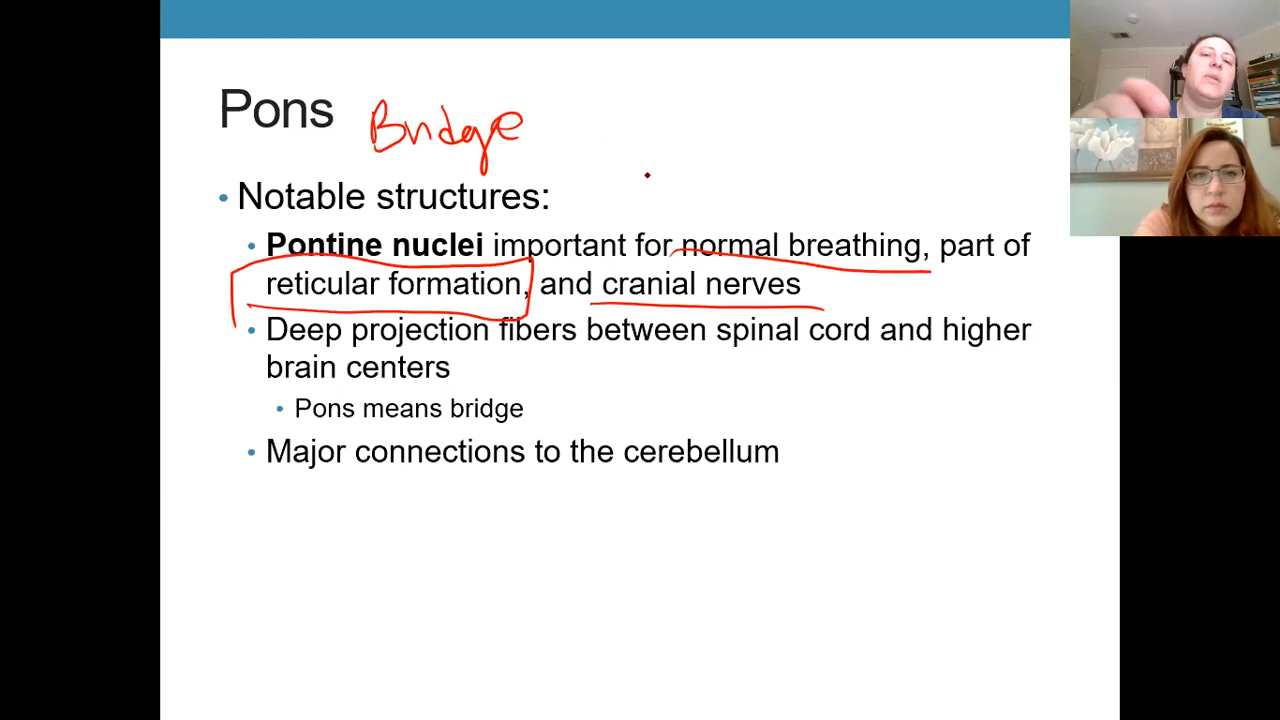 Pons Bridge
• Notable structures:
• Pontine nuclei important for normal breathing, part of
reticular formation, and cranial nerves
• Deep projection fibers between spinal cord and higher
brain centers
• Pons means bridge
• Major connections to the cerebellum